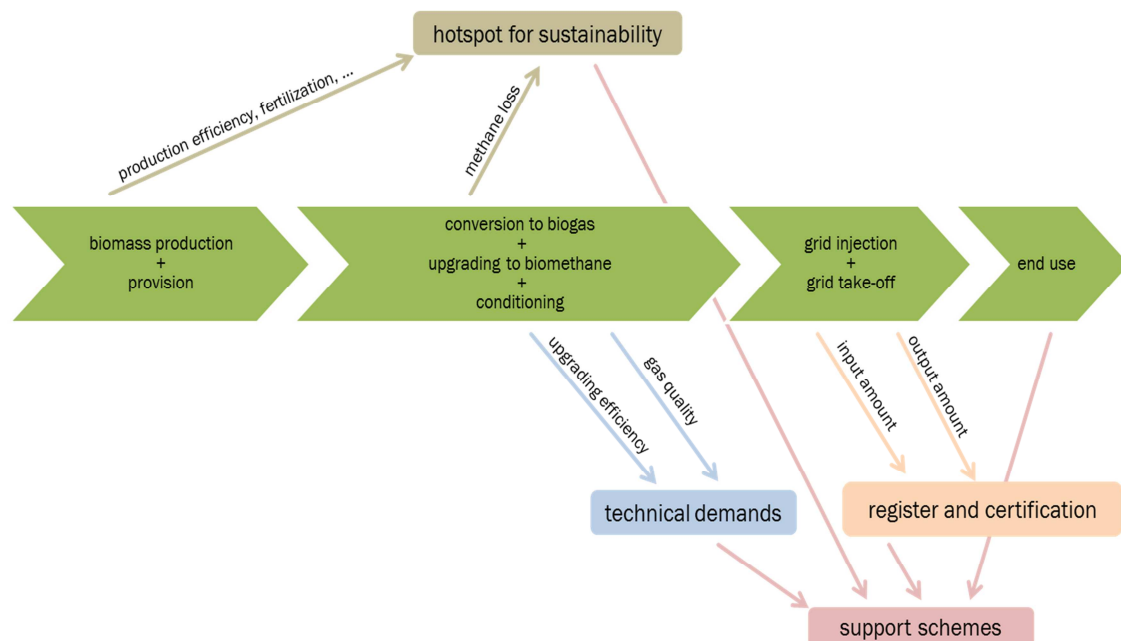 hotspot for sustainability
production efficiency, fertilization, ...
methane loss
biomass production
+
provision
conversion to biogas
+
upgrading to biomethane
+
conditioning
grid injection
+
grid take-off
end use
upgrading efficiency
gas quality
input amount
output amount
technical demands
register and certification
support schemes